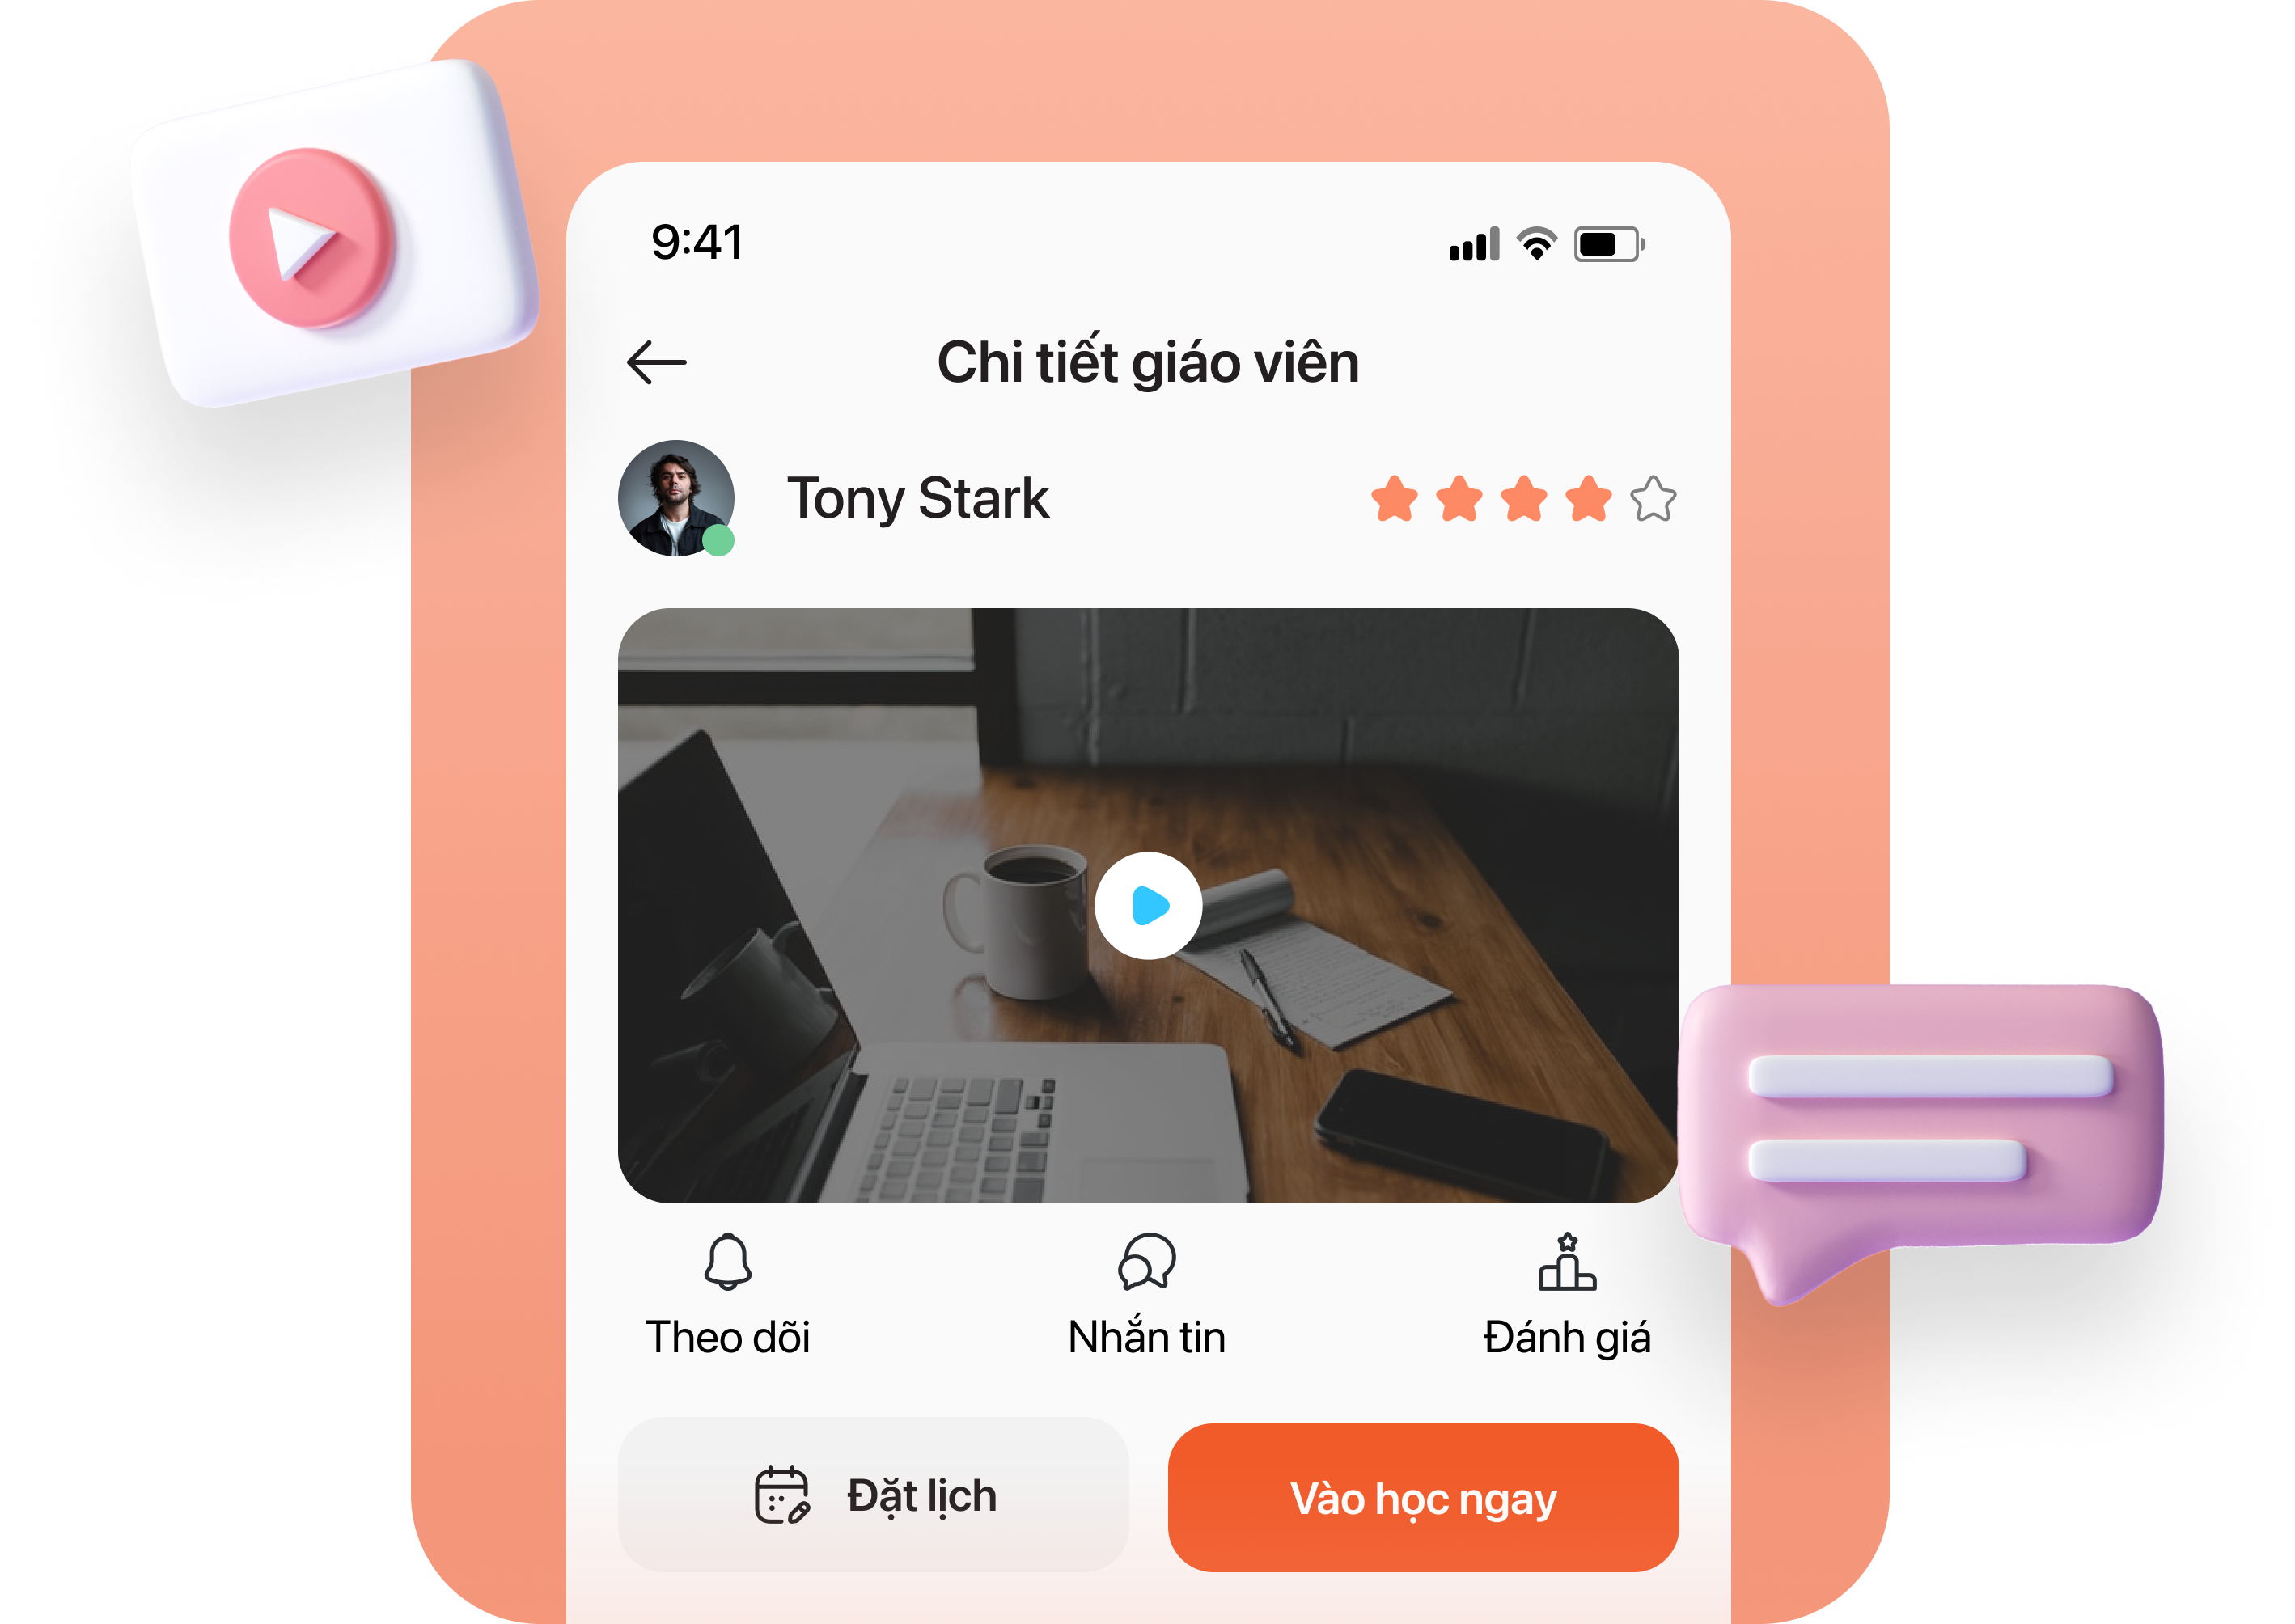 9:41
Chi tiết giáo viên
Tony Stark
Theo dõi
Nhắn tin
Đánh giá
Đặt lịch
Vào học ngay